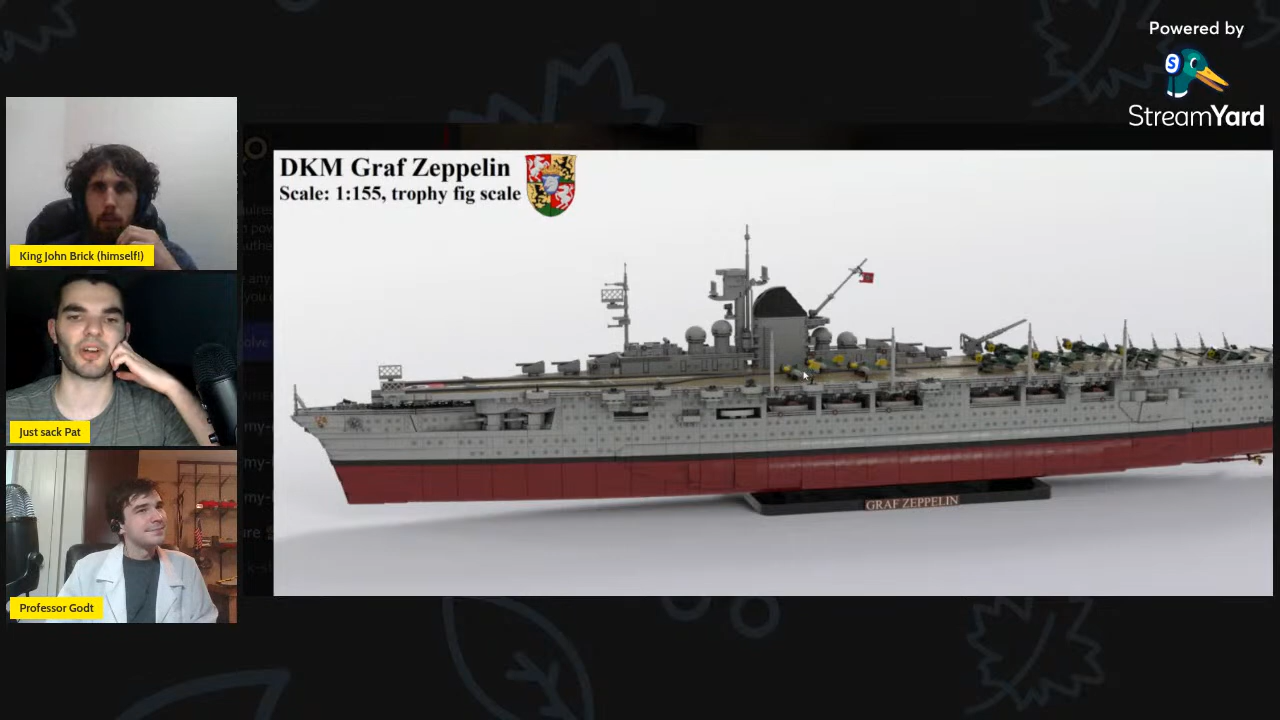 Powered by
S
StreamYard
DKM Graf Zeppelin
Scale: 1:155, trophy fig scale
King John Brick (himself!)
Just sack Pat
Professor Godt
GRAF ZEPPELIN